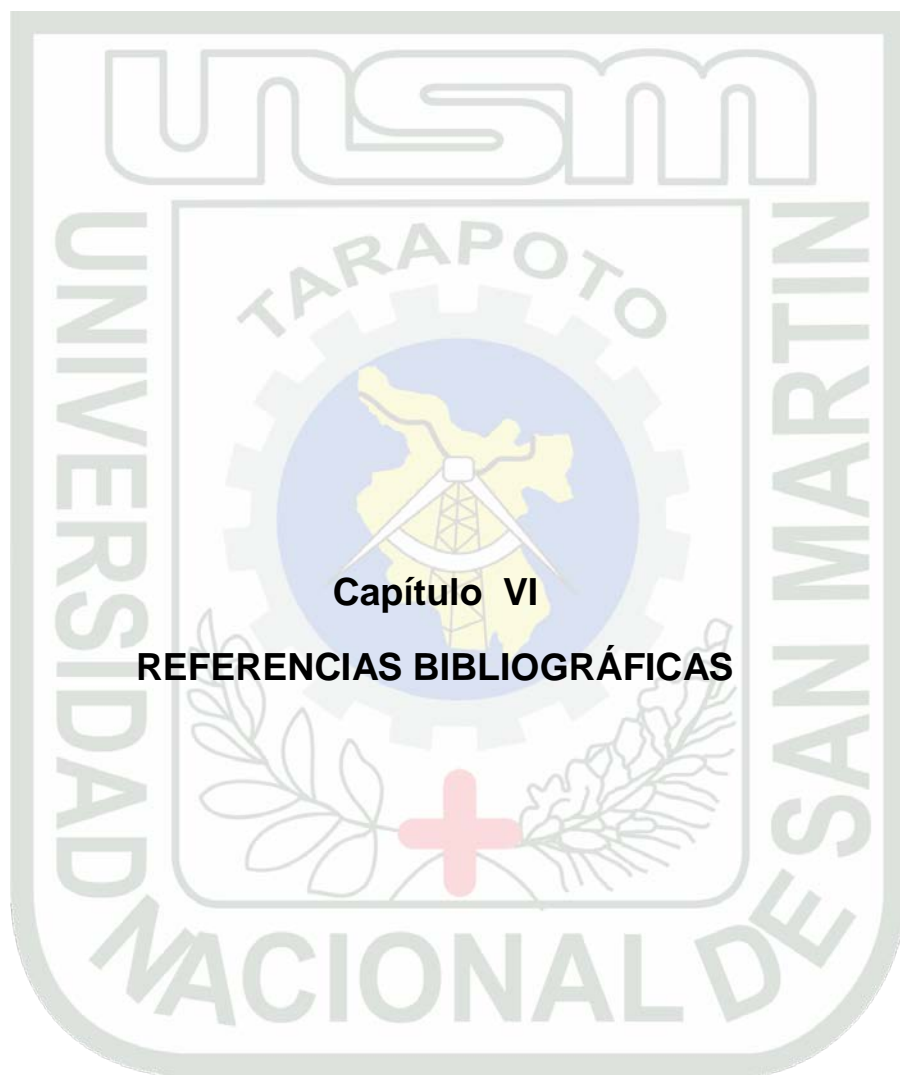 unsm
TARAPOTO
UNIVERSIDAD
NACIONAL DE
SAN MARTIN
Capítulo VI
REFERENCIAS BIBLIOGRÁFICAS